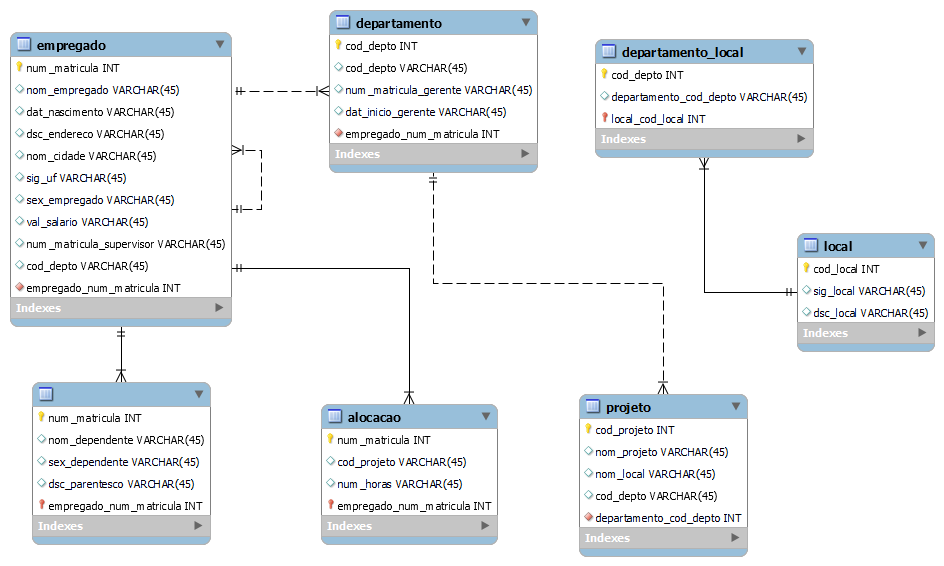 empregado
num_matricula INT
nom_empregado VARCHAR(45)
dat_nascimento VARCHAR(45)
dsc_endereco VARCHAR(45)
nom_cidade VARCHAR(45)
sig_uf VARCHAR(45)
sex_empregado VARCHAR(45)
val_salario VARCHAR(45)
num_matricula_supervisor VARCHAR(45)
cod_depto VARCHAR(45)
empregado_num_matricula INT
Indexes
departamento
cod_depto INT
cod_depto VARCHAR(45)
num_matricula_gerente VARCHAR(45)
dat_inicio_gerente VARCHAR(45)
empregado_num_matricula INT
Indexes
departamento_local
cod_depto INT
departamento_cod_depto VARCHAR(45)
local_cod_local INT
Indexes
local
cod_local INT
sig_local VARCHAR(45)
dsc_local VARCHAR(45)
Indexes
num_matricula INT
nom_dependente VARCHAR(45)
sex_dependente VARCHAR(45)
dsc_parentesco VARCHAR(45)
empregado_num_matricula INT
Indexes
alocacao
num_matricula INT
cod_projeto VARCHAR(45)
num_horas VARCHAR(45)
empregado_num_matricula INT
Indexes
projeto
cod_projeto INT
nom_projeto VARCHAR(45)
nom_local VARCHAR(45)
cod_depto VARCHAR(45)
departamento_cod_depto INT
Indexes